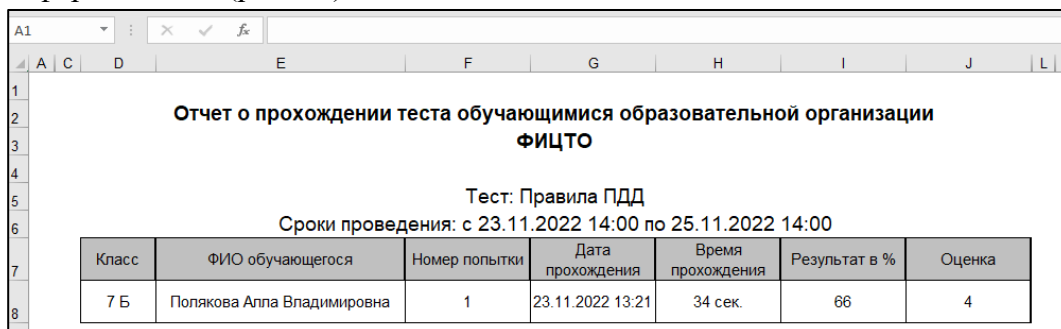 A1
fx
A C D E F G H I J L
1
2 Отчет о прохождении теста обучающимися образовательной организации
3 ФИЦТО
4
5 Тест: Правила ПДД
6 Сроки проведения: с 23.11.2022 14:00 по 25.11.2022 14:00
7 Класс ФИО обучающегося Номер попытки Дата прохождения Время прохождения Результат в % Оценка
8 7 Б Полякова Алла Владимировна 1 23.11.2022 13:21 34 сек. 66 4